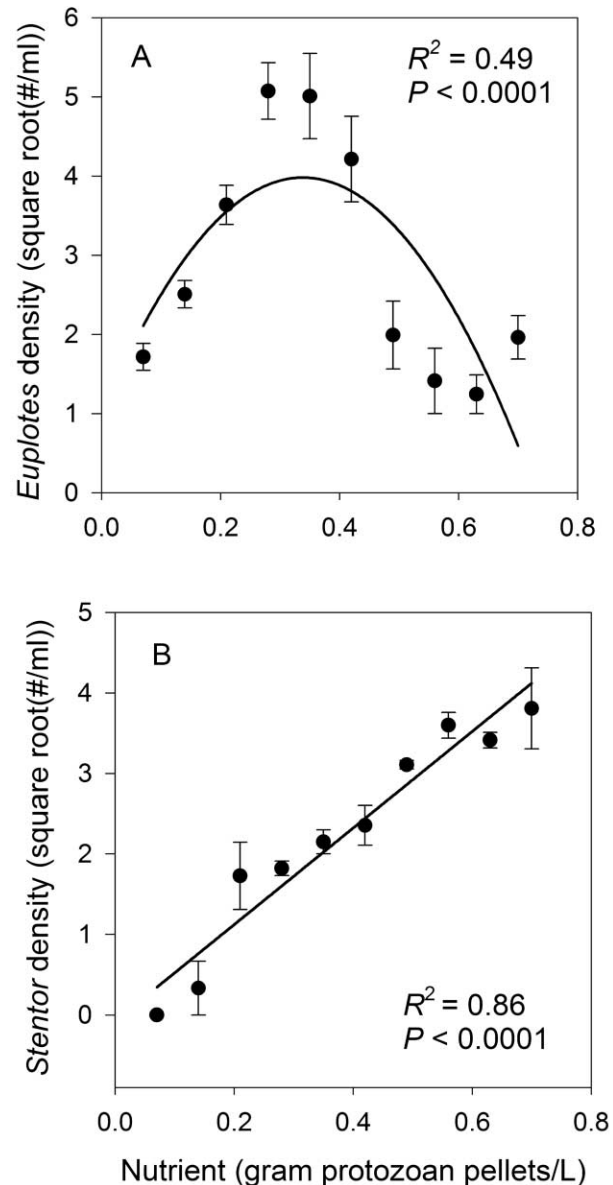 A
R² = 0.49
P < 0.0001
Euplotes density (square root(#/ml))
6
5
4
3
2
1
0
0.0 0.2 0.4 0.6 0.8
B
Stentor density (square root(#/ml))
5
4
3
2
1
0
R² = 0.86
P < 0.0001
0.0 0.2 0.4 0.6 0.8
Nutrient (gram protozoan pellets/L)